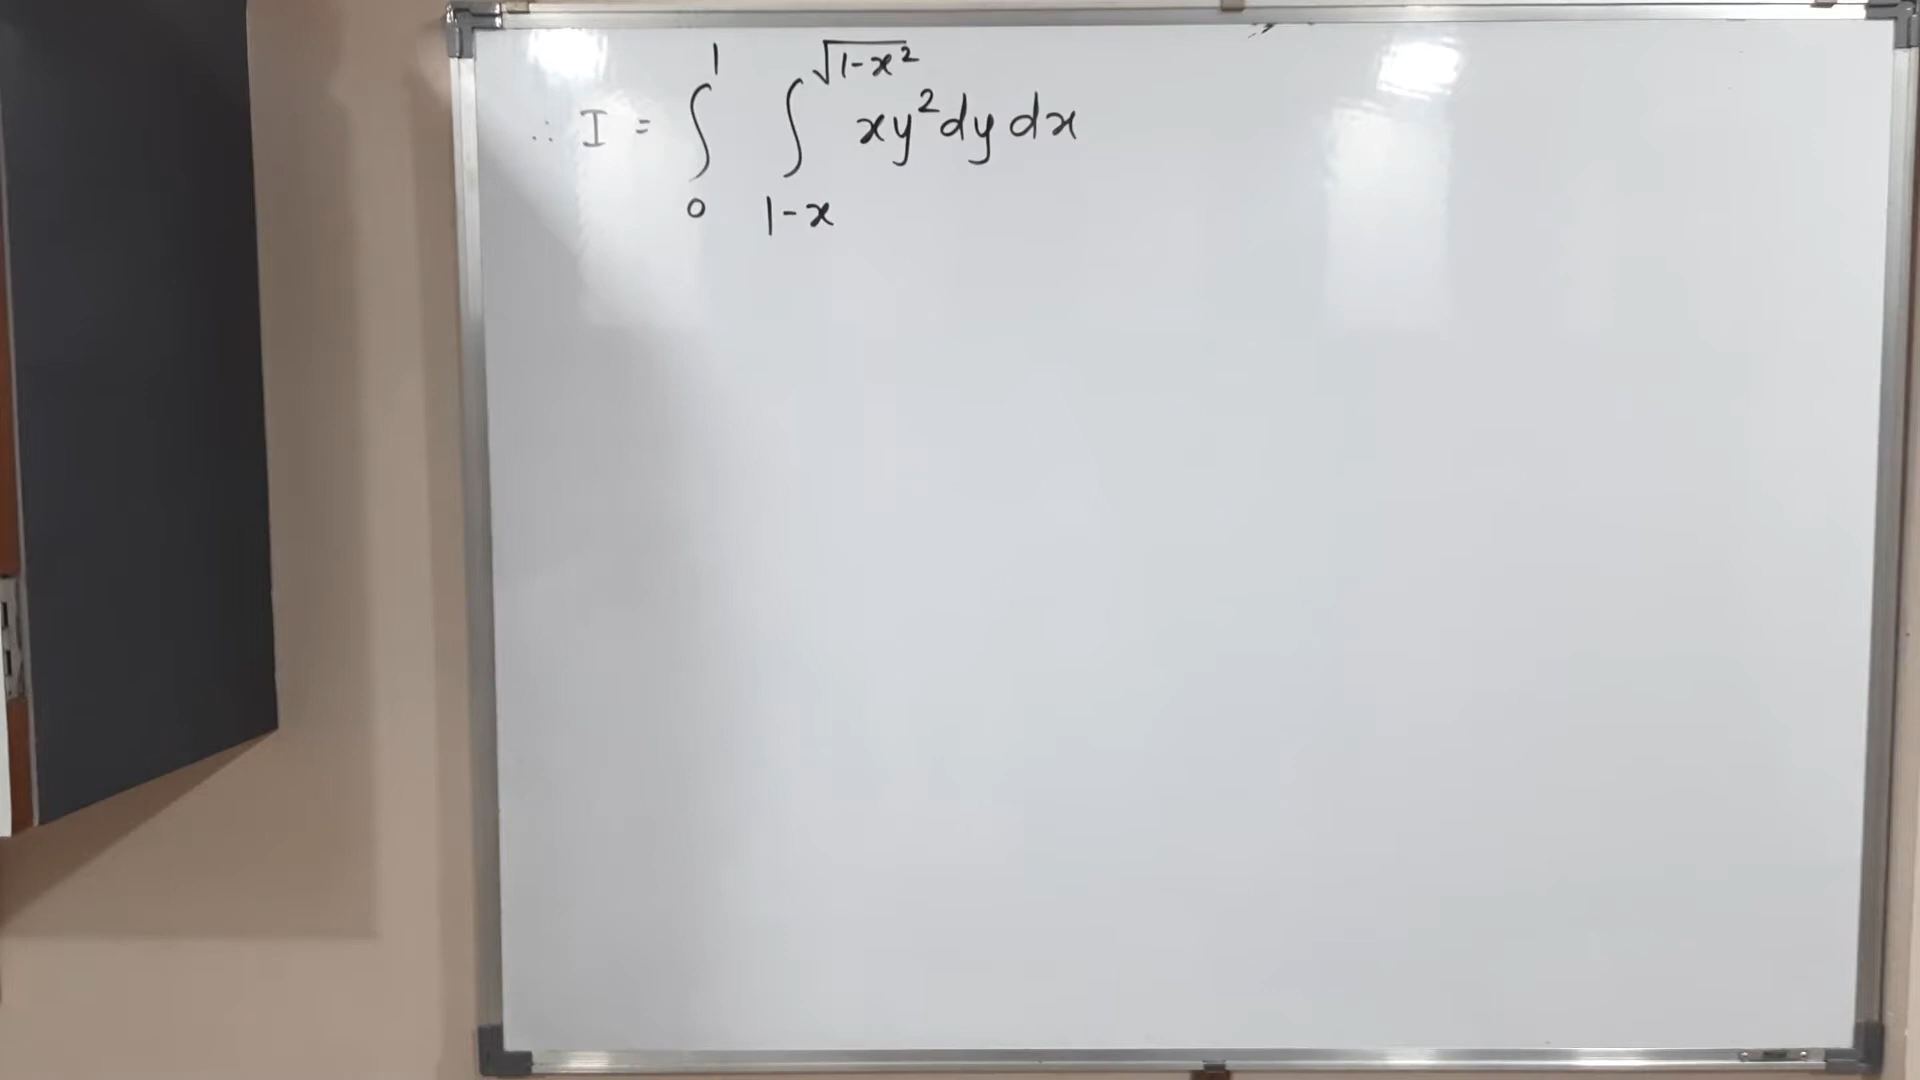 ∴ I = ∫₀¹ ∫₁₋ₓ^√(1-x²) xy² dy dx